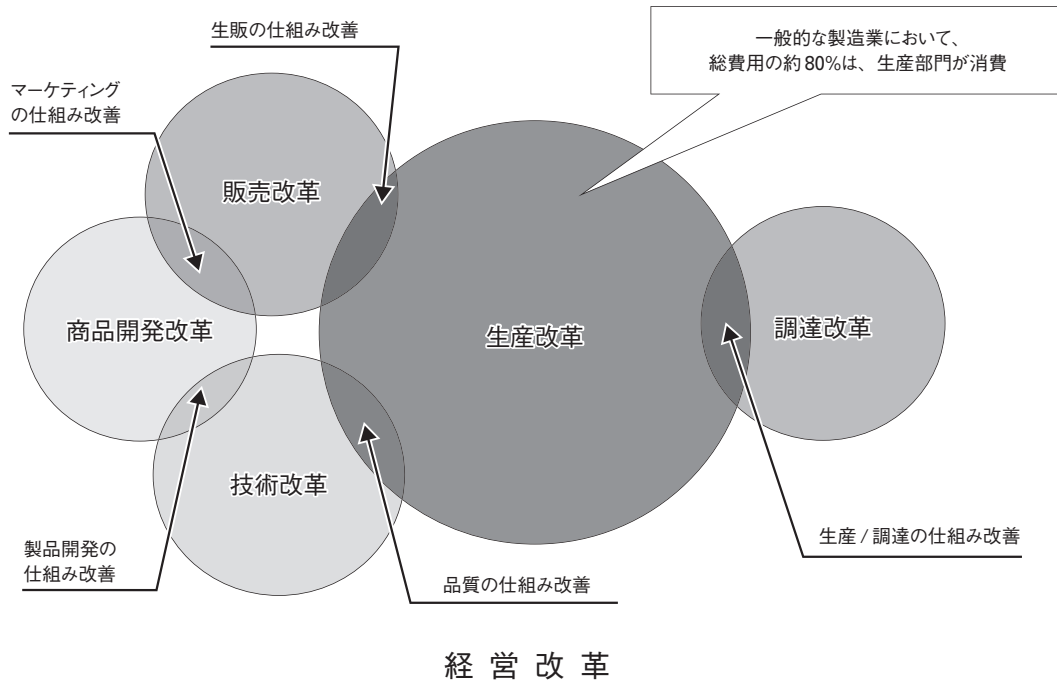 生販の仕組み改善
一般的な製造業において、
総費用の約80%は、生産部門が消費
マーケティング
の仕組み改善
販売改革
商品開発改革
生産改革
調達改革
技術改革
製品開発の
仕組み改善
品質の仕組み改善
生産/調達の仕組み改善
経営改革